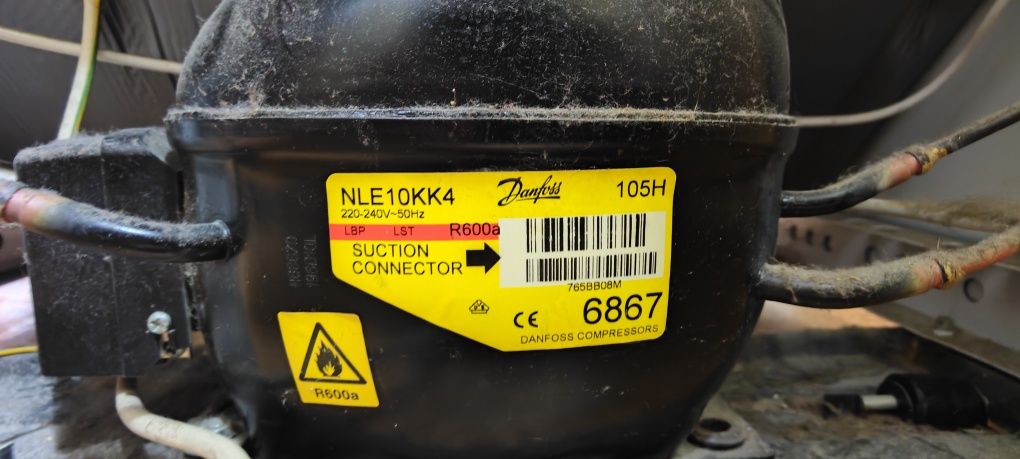 NLE10KK4 Danfoss 105H
220-240V~50Hz
LBP LST R600a
SUCTION
CONNECTOR
765BB08M
CE 6867
DANFOSS COMPRESSORS
R600a